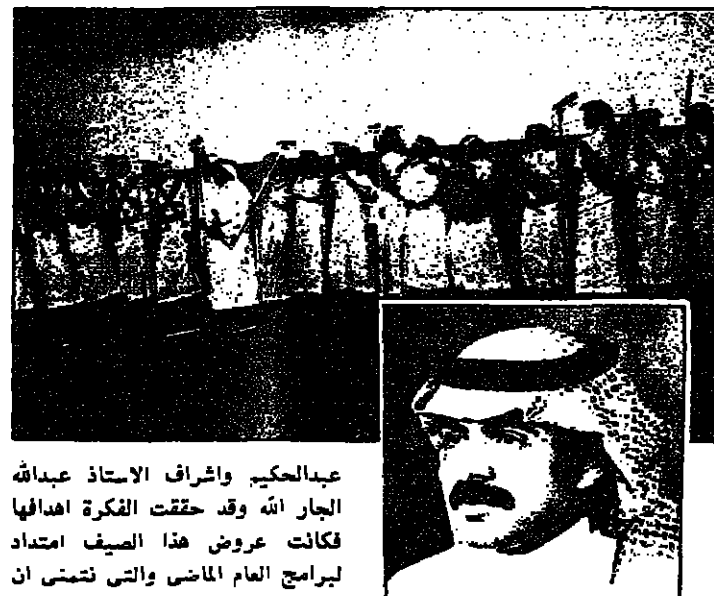 عبدالحكيم واشراف الاستاذ عبدالله
الجار الله وقد حققت الفكرة اهدافها
فكانت عروض هذا الصيف امتداد
لبرامج العام الماضى والتى نتمنى ان